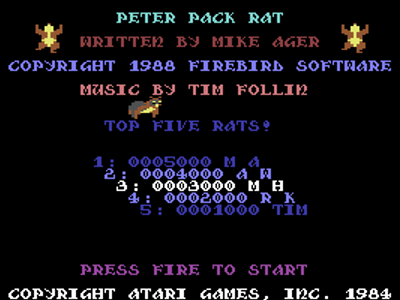 PETER PACK RAT
WRITTEN BY MIKE AGER
COPYRIGHT 1988 FIREBIRD SOFTWARE
MUSIC BY TIM FOLLIN
TOP FIVE RATS!
1: 0005000 M A
2: 0004000 A W
3: 0003000 M H
4: 0002000 R K
5: 0001000 TIM
PRESS FIRE TO START
COPYRIGHT ATARI GAMES, INC. 1984